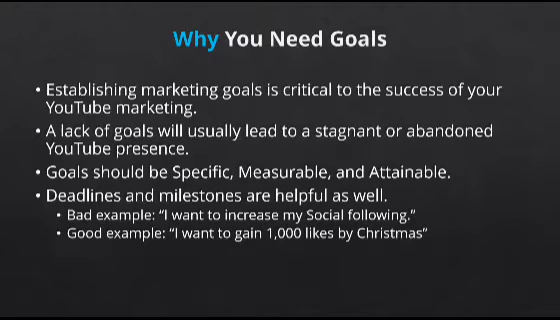 Why You Need Goals
• Establishing marketing goals is critical to the success of your
YouTube marketing.
• A lack of goals will usually lead to a stagnant or abandoned
YouTube presence.
• Goals should be Specific, Measurable, and Attainable.
• Deadlines and milestones are helpful as well.
• Bad example: “I want to increase my Social following.”
• Good example: “I want to gain 1,000 likes by Christmas”